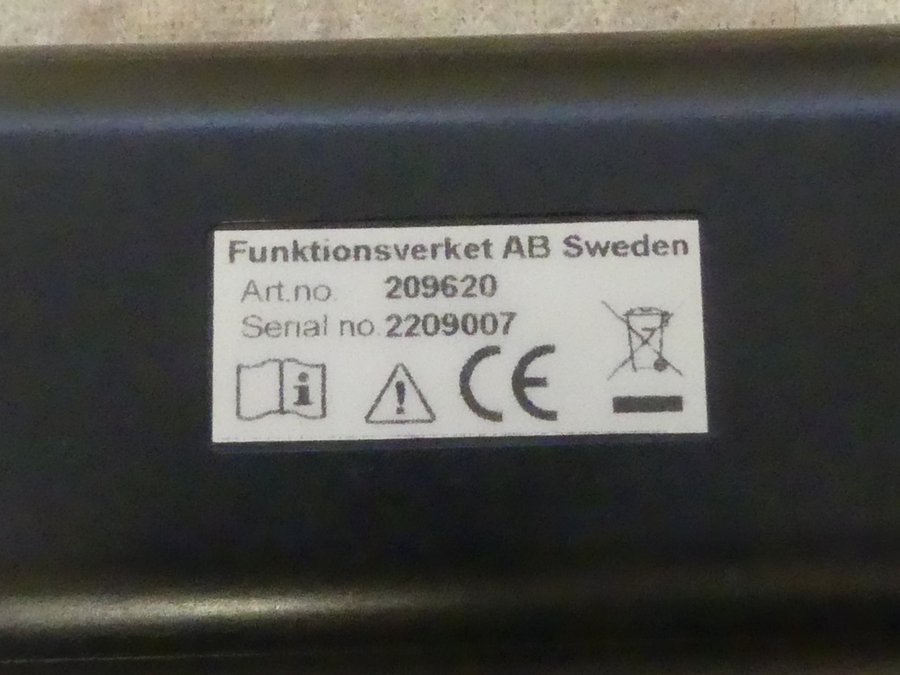 Funktionsverket AB Sweden
Art.no. 209620
Serial no. 2209007
i
!
CE